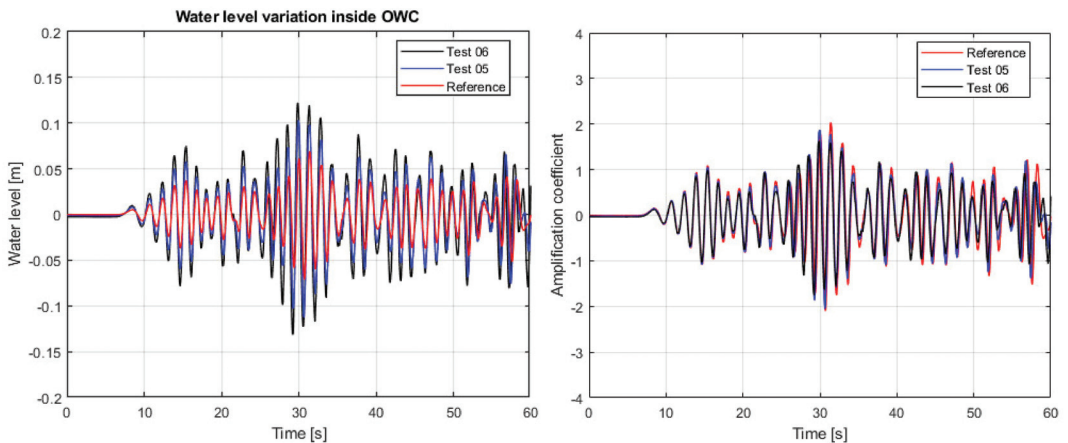 Water level variation inside OWC
0.2
0.15
0.1
0.05
0
-0.05
-0.1
-0.15
-0.2
Water level [m]
Test 06
Test 05
Reference
0 10 20 30 40 50 60
Time [s]
4
3
2
1
0
-1
-2
-3
-4
Amplification coefficient
Reference
Test 05
Test 06
0 10 20 30 40 50 60
Time [s]